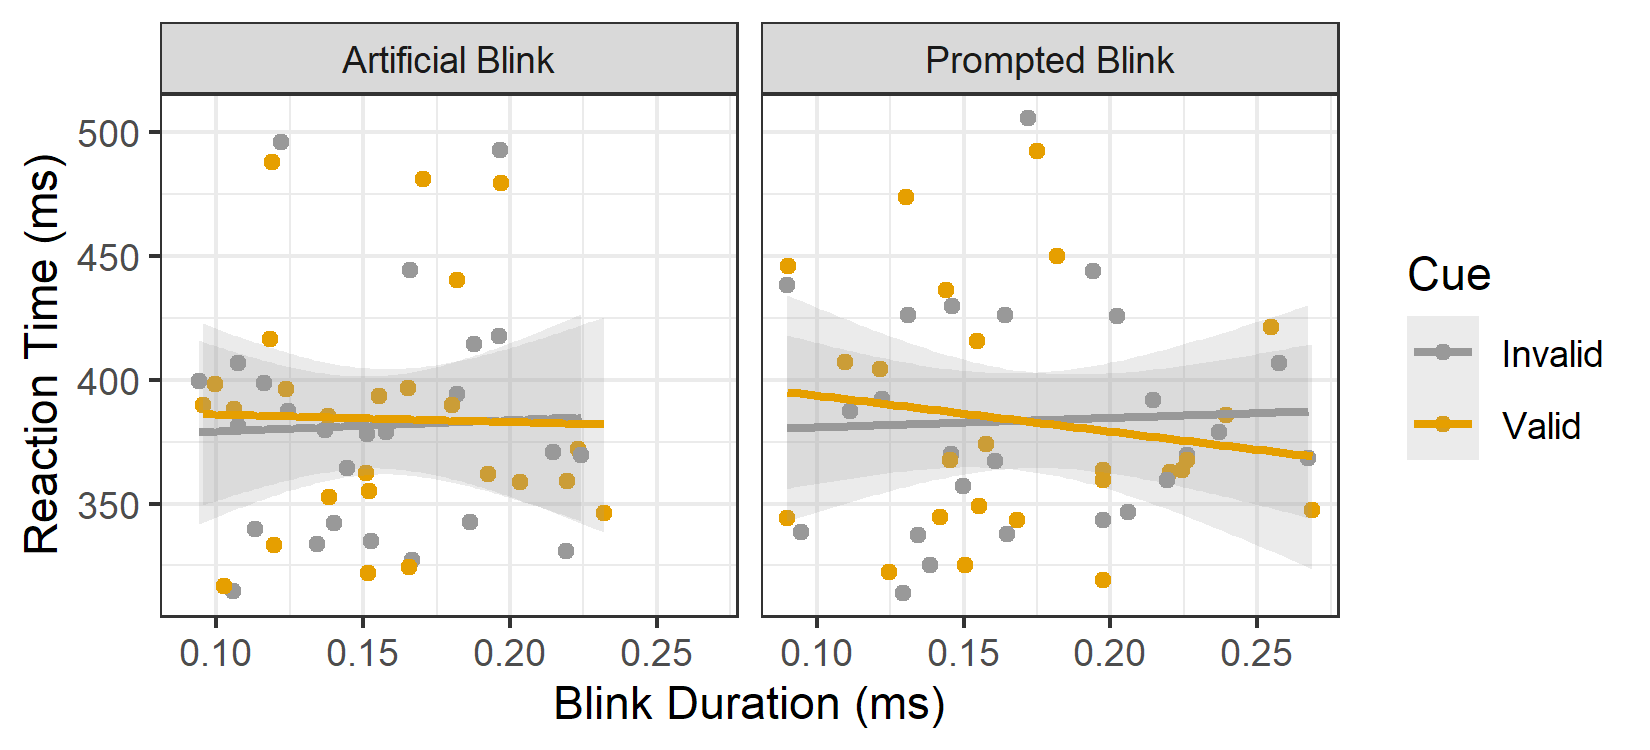 Artificial Blink
Prompted Blink
Reaction Time (ms)
500
450
400
350
0.10 0.15 0.20 0.25
0.10 0.15 0.20 0.25
Blink Duration (ms)
Cue
Invalid
Valid